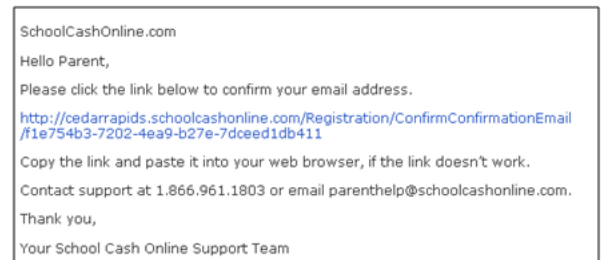 SchoolCashOnline.com
Hello Parent,
Please click the link below to confirm your email address.
http://cedarrapids.schoolcashonline.com/Registration/ConfirmConfirmationEmail
/f1e754b3-7202-4ea9-b27e-7dceed1db411
Copy the link and paste it into your web browser, if the link doesn't work.
Contact support at 1.866.961.1803 or email parenthelp@schoolcashonline.com.
Thank you,
Your School Cash Online Support Team